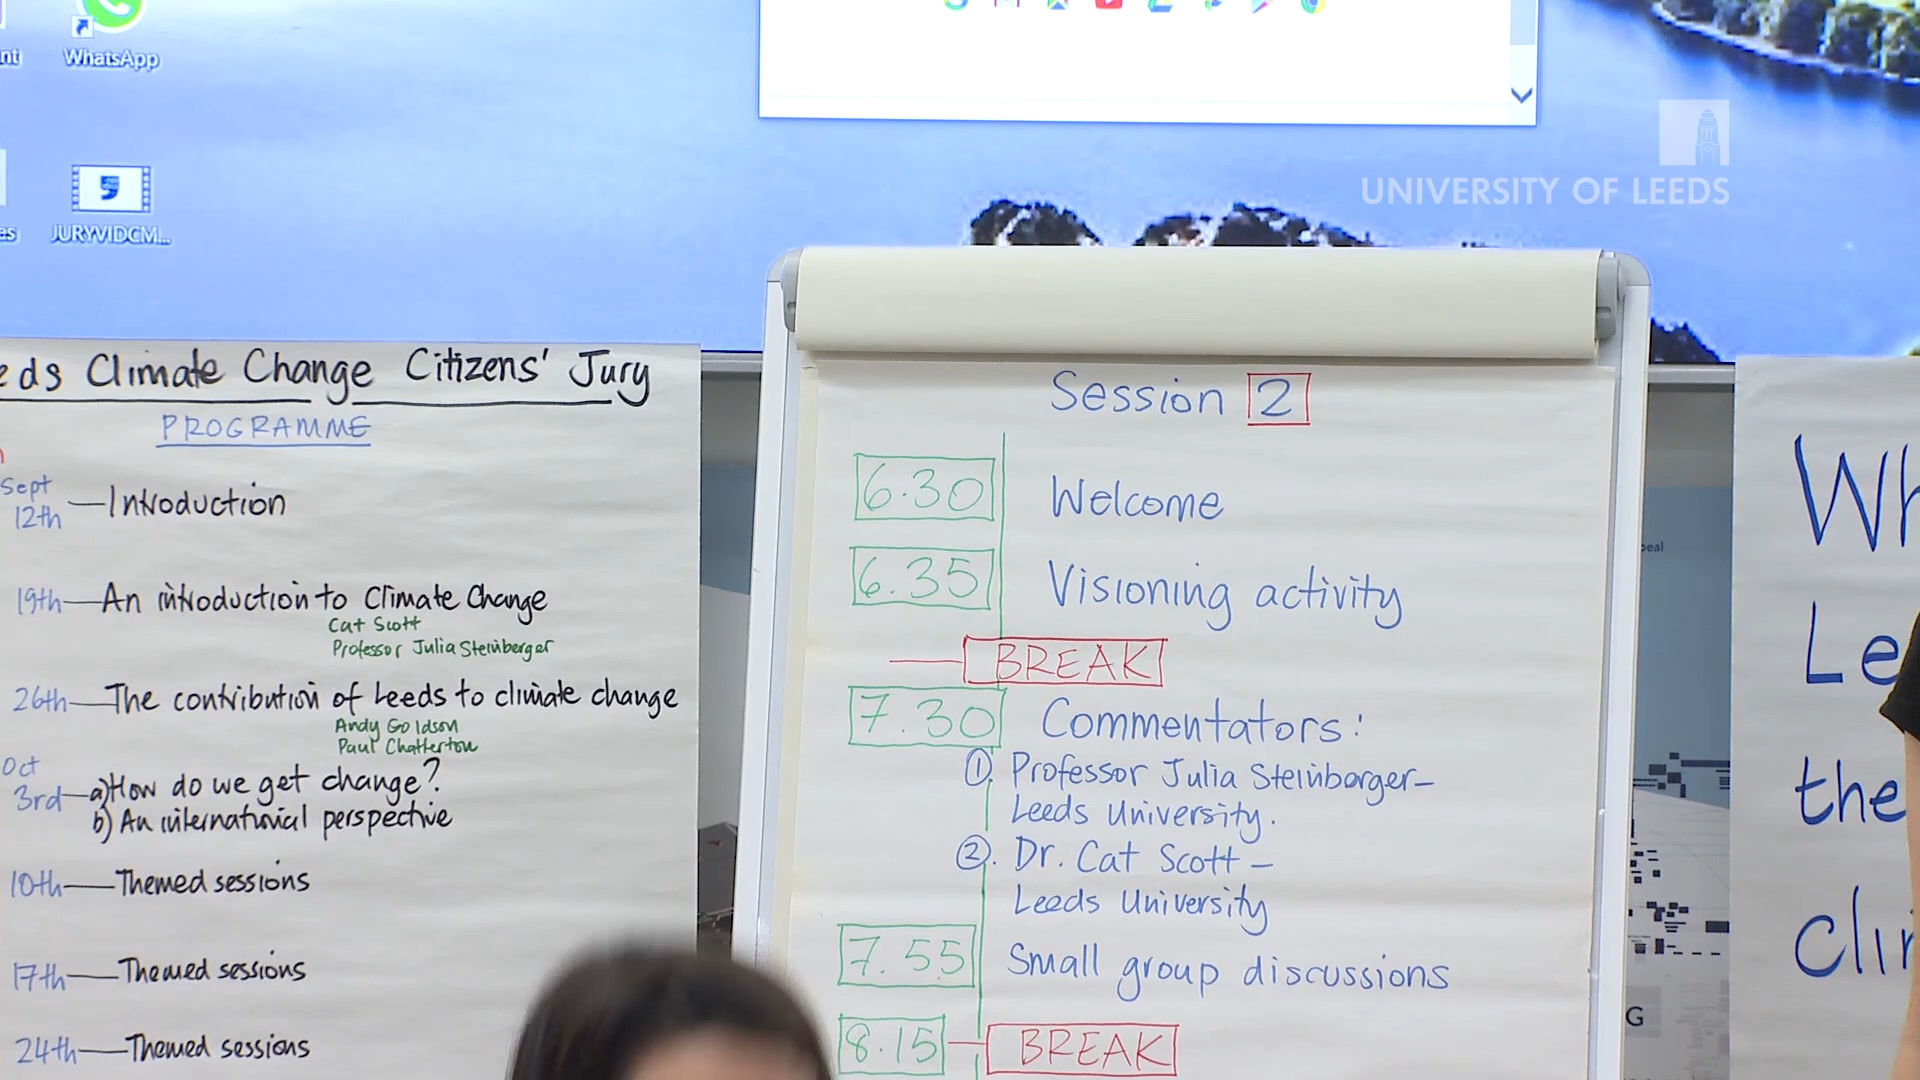 WhatsApp
JURYVIDCM...
UNIVERSITY OF LEEDS
eds Climate Change Citizens' Jury
PROGRAMME
Sept
12th — Introduction
19th — An introduction to Climate Change
Cat Scott
Professor Julia Steinberger
26th — The contribution of Leeds to climate change
Andy Goldson
Paul Chatterton
Oct
3rd — a) How do we get change?
b) An international perspective
10th — Themed sessions
17th — Themed sessions
24th — Themed sessions
Session 2
6.30 Welcome
6.35 Visioning activity
BREAK
7.30 Commentators:
1. Professor Julia Steinberger –
Leeds University.
2. Dr. Cat Scott –
Leeds University
7.55 Small group discussions
8.15 — BREAK
Wh
Le
the
clim
G